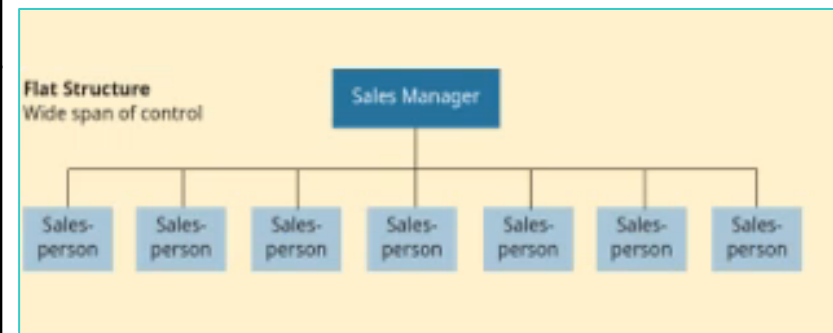 Flat Structure
Wide span of control
Sales Manager
Sales-
person
Sales-
person
Sales-
person
Sales-
person
Sales-
person
Sales-
person
Sales-
person